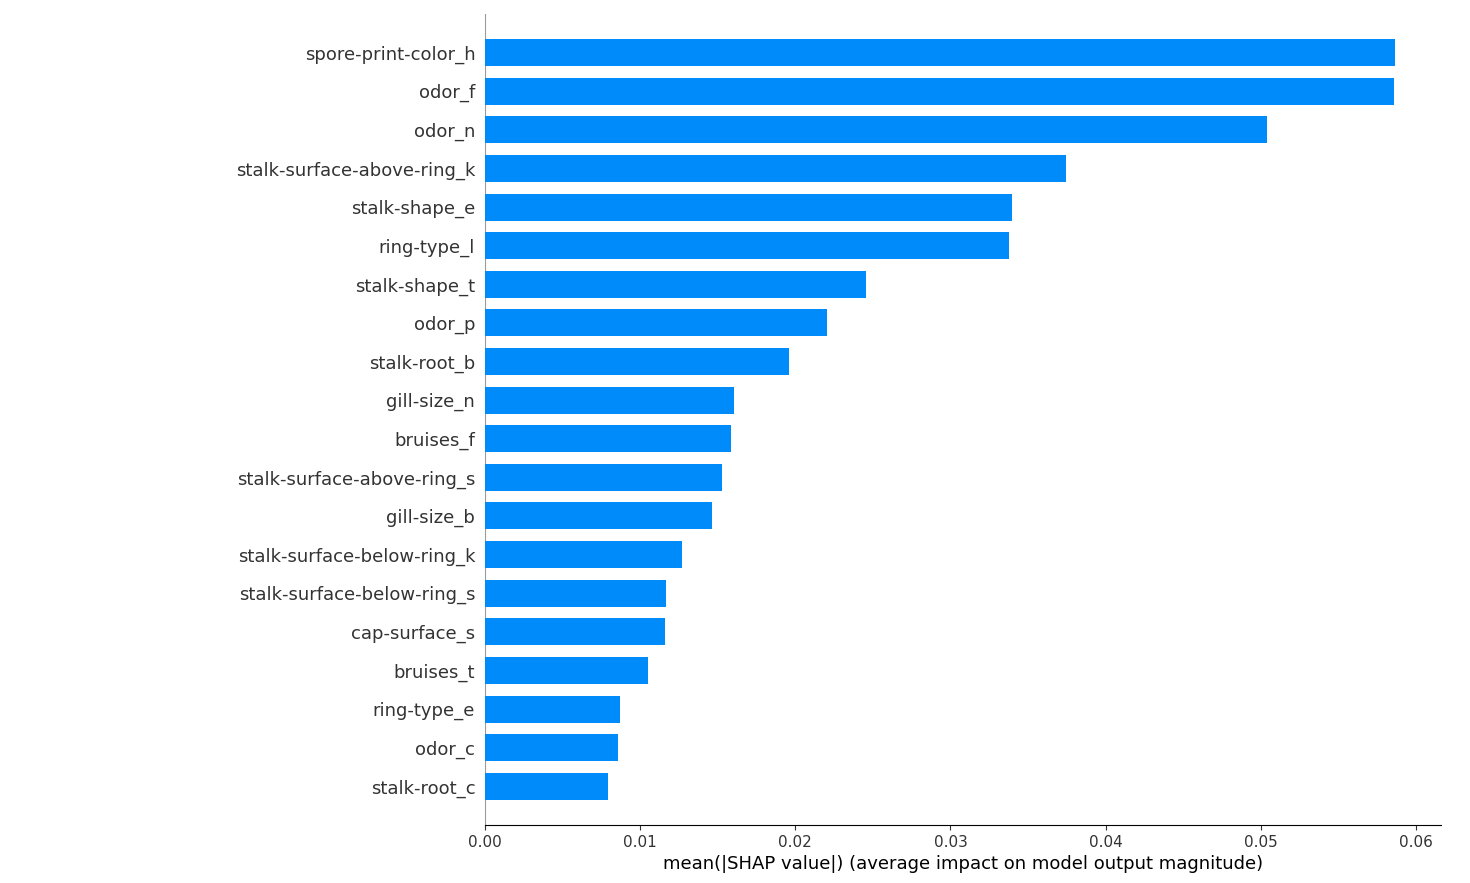 spore-print-color_h
odor_f
odor_n
stalk-surface-above-ring_k
stalk-shape_e
ring-type_l
stalk-shape_t
odor_p
stalk-root_b
gill-size_n
bruises_f
stalk-surface-above-ring_s
gill-size_b
stalk-surface-below-ring_k
stalk-surface-below-ring_s
cap-surface_s
bruises_t
ring-type_e
odor_c
stalk-root_c
0.00 0.01 0.02 0.03 0.04 0.05 0.06
mean(|SHAP value|) (average impact on model output magnitude)